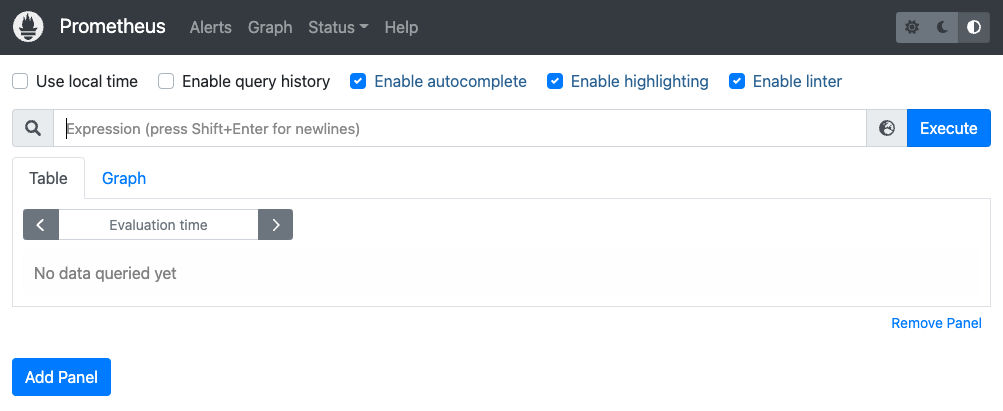 Prometheus Alerts Graph Status Help
Use local time Enable query history Enable autocomplete Enable highlighting Enable linter
Expression (press Shift+Enter for newlines) Execute
Table Graph
Evaluation time
No data queried yet
Remove Panel
Add Panel